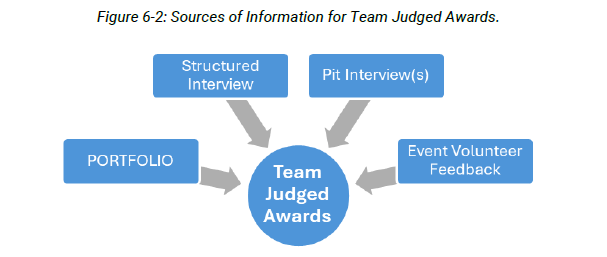 Figure 6-2: Sources of Information for Team Judged Awards.
Structured
Interview
Pit Interview(s)
PORTFOLIO
Event Volunteer
Feedback
Team
Judged
Awards